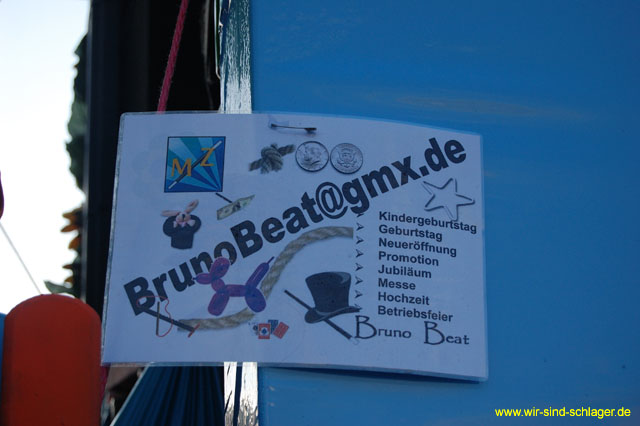 MZ
BrunoBeat@gmx.de
Kindergeburtstag
Geburtstag
Neueröffnung
Promotion
Jubiläum
Messe
Hochzeit
Betriebsfeier
Bruno Beat
www.wir-sind-schlager.de